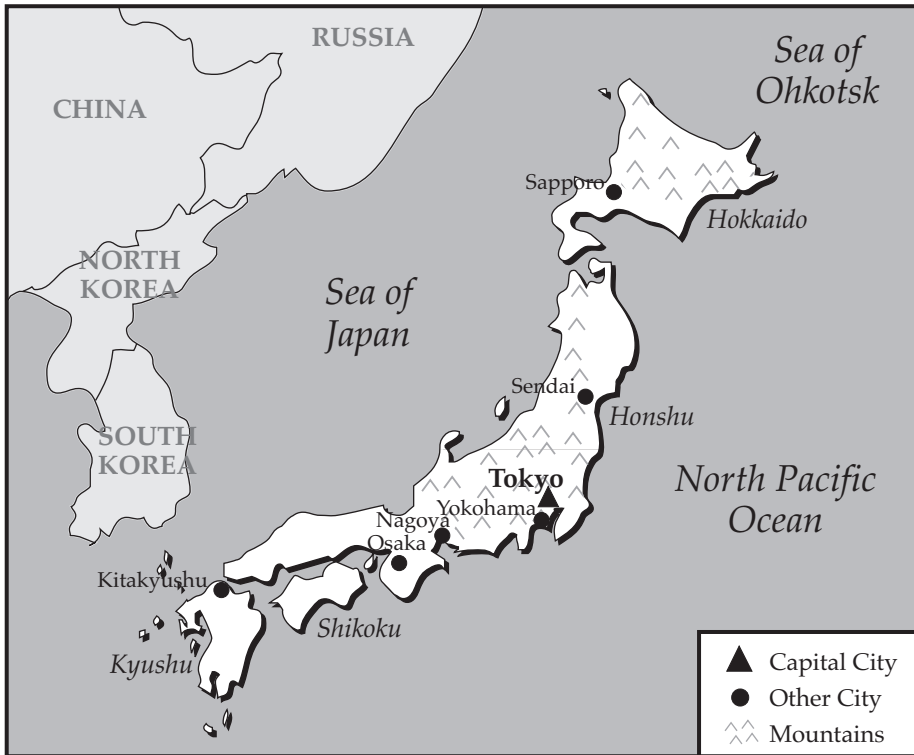 RUSSIA
Sea of
Ohkotsk
CHINA
Sapporo
Hokkaido
NORTH
KOREA
Sea of
Japan
Sendai
Honshu
SOUTH
KOREA
Tokyo
North Pacific
Ocean
Yokohama
Nagoya
Osaka
Kitakyushu
Shikoku
Kyushu
Capital City
Other City
Mountains